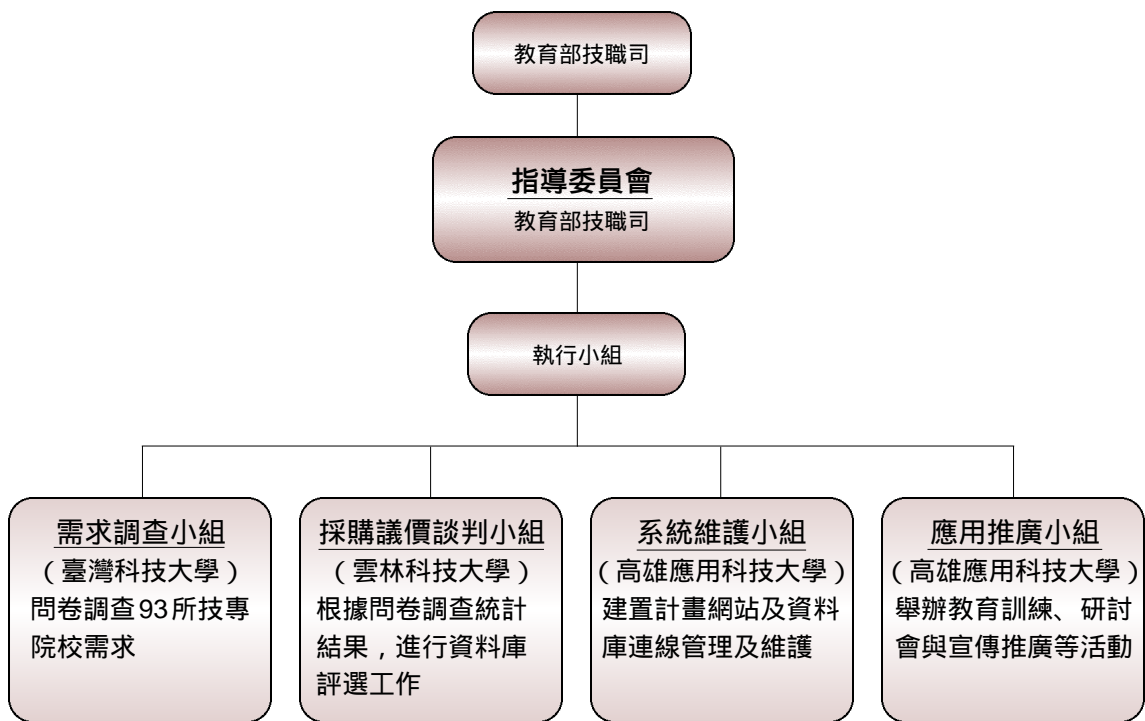 教育部技職司
指導委員會
教育部技職司
執行小組
需求調查小組
（臺灣科技大學）
問卷調查93所技專
院校需求
採購議價談判小組
（雲林科技大學）
根據問卷調查統計
結果，進行資料庫
評選工作
系統維護小組
（高雄應用科技大學）
建置計畫網站及資料
庫連線管理及維護
應用推廣小組
（高雄應用科技大學）
舉辦教育訓練、研討
會與宣傳推廣等活動